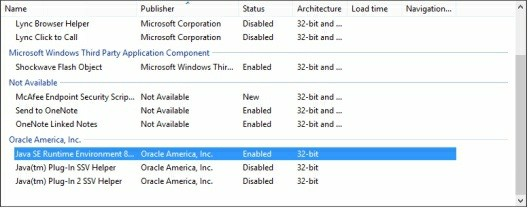 Name Publisher Status Architecture Load time Navigation...
Lync Browser Helper Microsoft Corporation Disabled 32-bit and ...
Lync Click to Call Microsoft Corporation Disabled 32-bit and ...
Microsoft Windows Third Party Application Component
Shockwave Flash Object Microsoft Windows Thir... Enabled 32-bit and ...
Not Available
McAfee Endpoint Security Scrip... Not Available New 32-bit and ...
Send to OneNote Not Available Enabled 32-bit and ...
OneNote Linked Notes Not Available Enabled 32-bit and ...
Oracle America, Inc.
Java SE Runtime Environment 8... Oracle America, Inc. Enabled 32-bit
Java(tm) Plug-In SSV Helper Oracle America, Inc. Disabled 32-bit
Java(tm) Plug-In 2 SSV Helper Oracle America, Inc. Disabled 32-bit